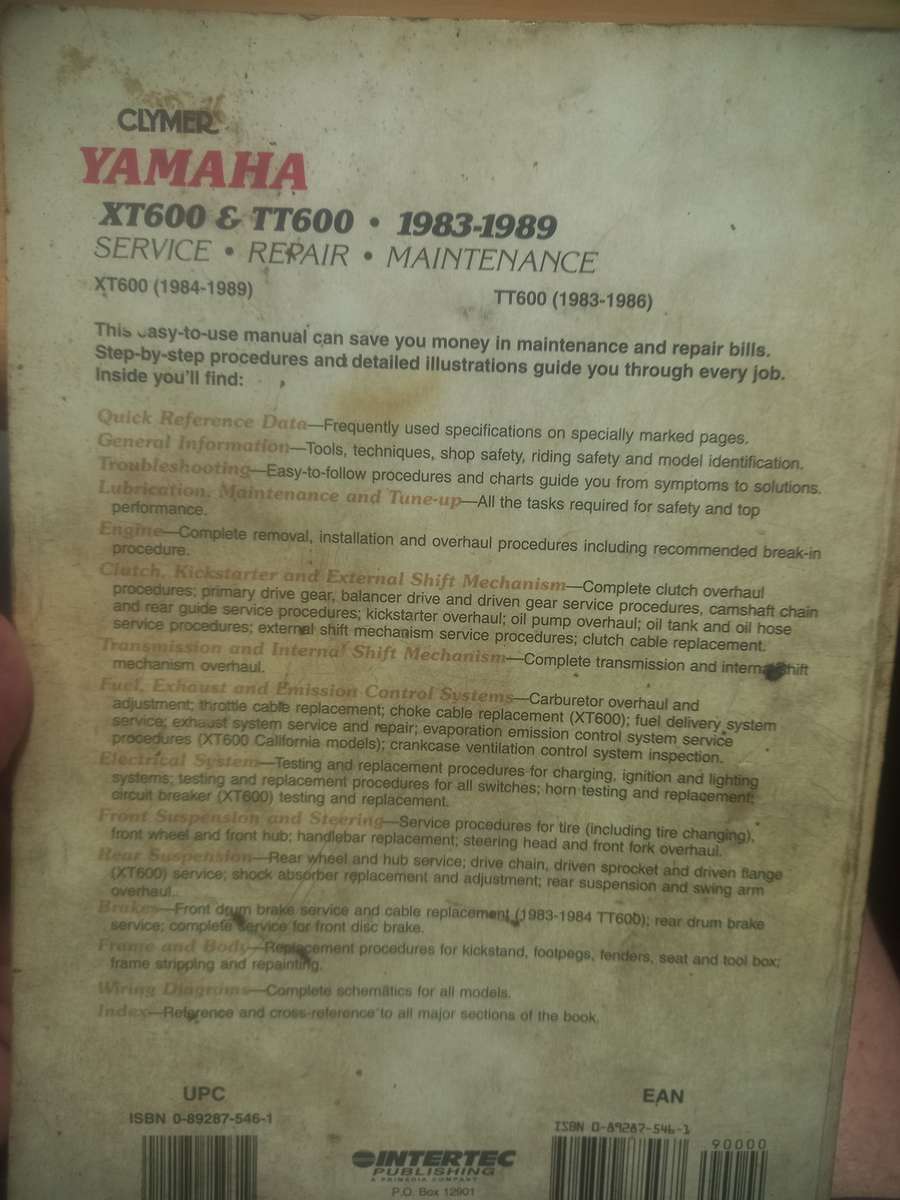 CLYMER
YAMAHA
XT600 & TT600 • 1983-1989
SERVICE • REPAIR • MAINTENANCE
XT600 (1984-1989) TT600 (1983-1986)
This easy-to-use manual can save you money in maintenance and repair bills.
Step-by-step procedures and detailed illustrations guide you through every job.
Inside you'll find:
Quick Reference Data—Frequently used specifications on specially marked pages.
General Information—Tools, techniques, shop safety, riding safety and model identification.
Troubleshooting—Easy-to-follow procedures and charts guide you from symptoms to solutions.
Lubrication, Maintenance and Tune-up—All the tasks required for safety and top
performance.
Engine—Complete removal, installation and overhaul procedures including recommended break-in
procedure.
Clutch, Kickstarter and External Shift Mechanism—Complete clutch overhaul
procedures; primary drive gear, balancer drive and driven gear service procedures, camshaft chain
and rear guide service procedures; kickstarter overhaul; oil pump overhaul; oil tank and oil hose
service procedures; external shift mechanism service procedures; clutch cable replacement.
Transmission and Internal Shift Mechanism—Complete transmission and internal shift
mechanism overhaul.
Fuel, Exhaust and Emission Control Systems—Carburetor overhaul and
adjustment; throttle cable replacement; choke cable replacement (XT600); fuel delivery system
service; exhaust system service and repair; evaporation emission control system service
procedures (XT600 California models); crankcase ventilation control system inspection.
Electrical System—Testing and replacement procedures for charging, ignition and lighting
systems; testing and replacement procedures for all switches; horn testing and replacement;
circuit breaker (XT600) testing and replacement.
Front Suspension and Steering—Service procedures for tire (including tire changing),
front wheel and front hub; handlebar replacement; steering head and front fork overhaul.
Rear Suspension—Rear wheel and hub service; drive chain, driven sprocket and driven flange
(XT600) service; shock absorber replacement and adjustment; rear suspension and swing arm
overhaul.
Brakes—Front drum brake service and cable replacement (1983-1984 TT600); rear drum brake
service; complete service for front disc brake.
Frame and Body—Replacement procedures for kickstand, footpegs, fenders, seat and tool box;
frame stripping and repainting.
Wiring Diagrams—Complete schematics for all models.
Index—Reference and cross-reference to all major sections of the book.
UPC
ISBN 0-89287-546-1
EAN
ISBN 0-89287-546-1
90000
INTERTEC
PUBLISHING
A PRIMEDIA COMPANY
P.O. Box 12901